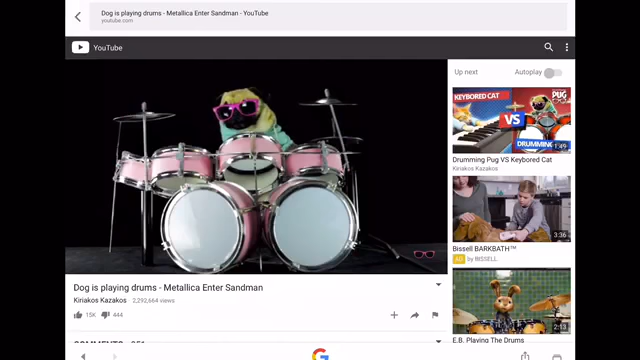 Dog is playing drums - Metallica Enter Sandman - YouTube
youtube.com
YouTube
Up next
Autoplay
KEYBORED CAT
PUG
VS
DRUMMING
1:49
Drumming Pug VS Keybored Cat
Kiriakos Kazakos
3:36
Bissell BARKBATH™
AD by BISSELL
2:13
E.B. Playing The Drums
Dog is playing drums - Metallica Enter Sandman
Kiriakos Kazakos 2,292,664 views
15K 444